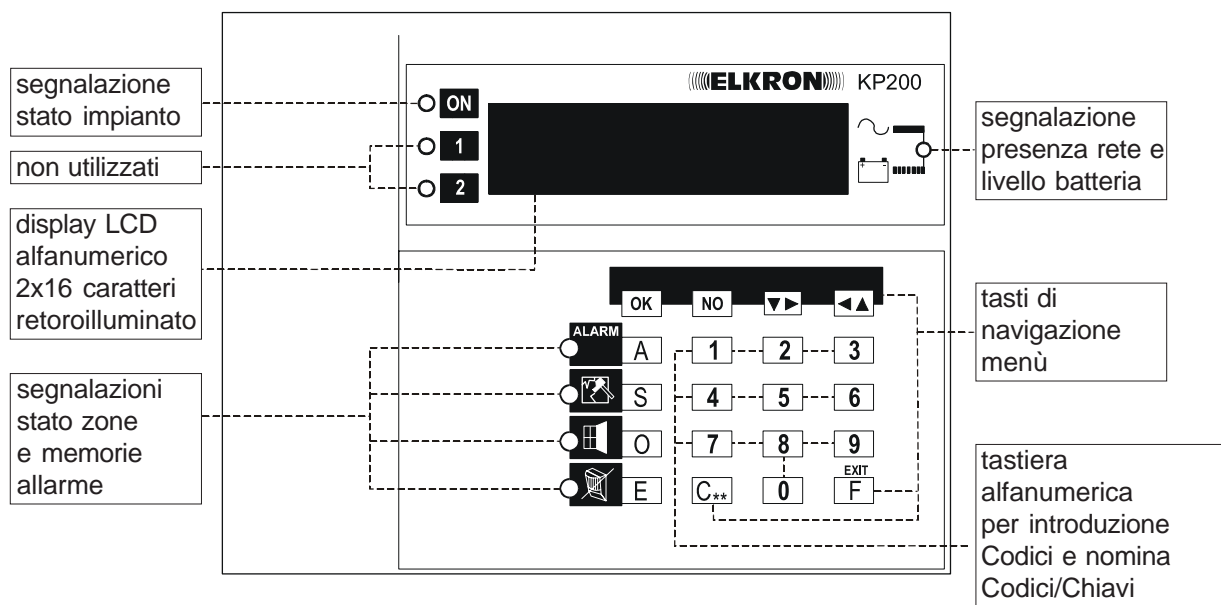 segnalazione
stato impianto
non utilizzati
display LCD
alfanumerico
2x16 caratteri
retoroilluminato
segnalazioni
stato zone
e memorie
allarme
ELKRON KP200
ON
1
2
+ -
OK NO ▼► ◄▲
ALARM
A 1 2 3
S 4 5 6
O 7 8 9
EXIT
E C** 0 F
segnalazione
presenza rete e
livello batteria
tasti di
navigazione
menù
tastiera
alfanumerica
per introduzione
Codici e nomina
Codici/Chiavi